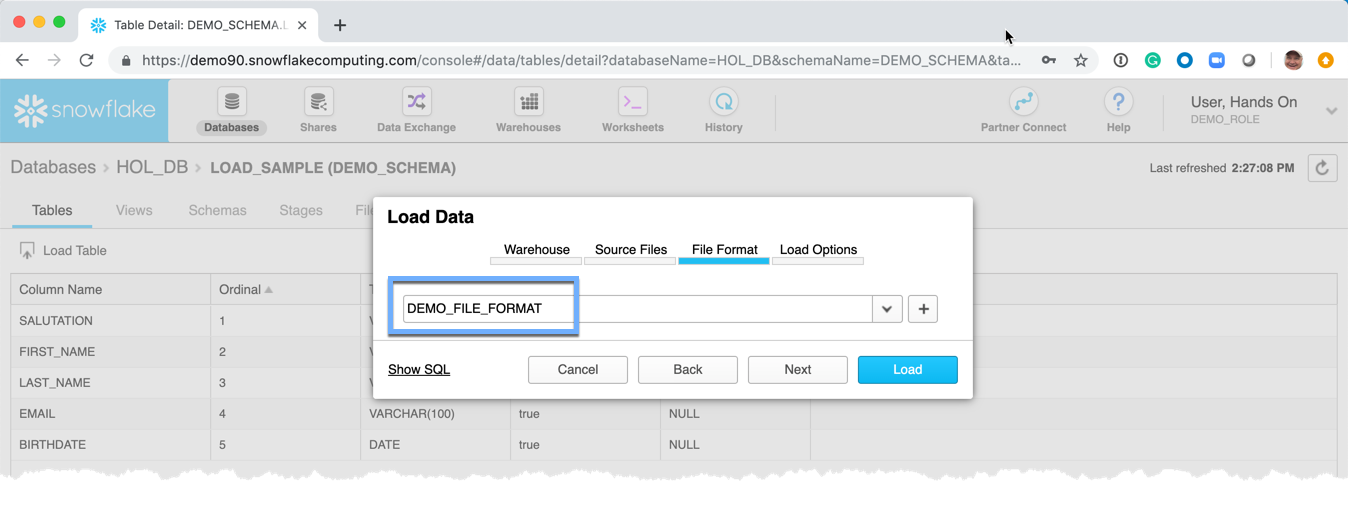 Table Detail: DEMO_SCHEMA.L
https://demo90.snowflakecomputing.com/console#/data/tables/detail?databaseName=HOL_DB&schemaName=DEMO_SCHEMA&ta...
snowflake
Databases
Shares
Data Exchange
Warehouses
Worksheets
History
Partner Connect
Help
User, Hands On
DEMO_ROLE
Databases > HOL_DB > LOAD_SAMPLE (DEMO_SCHEMA)
Last refreshed 2:27:08 PM
Tables Views Schemas Stages
Load Table
Load Data
Warehouse Source Files File Format Load Options
DEMO_FILE_FORMAT
Show SQL Cancel Back Next Load
Column Name Ordinal
SALUTATION 1
FIRST_NAME 2
LAST_NAME 3
EMAIL 4 VARCHAR(100) true NULL
BIRTHDATE 5 DATE true NULL